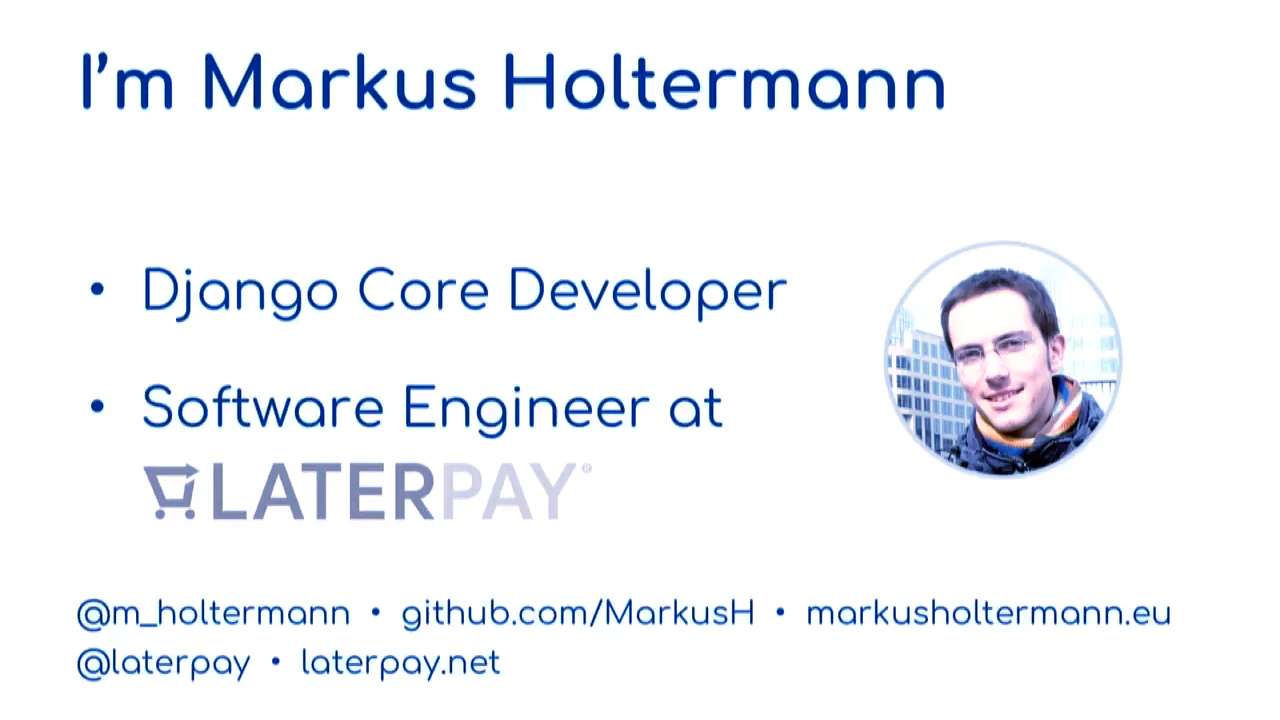 I'm Markus Holtermann
• Django Core Developer
• Software Engineer at
LATERPAY®
@m_holtermann • github.com/MarkusH • markusholtermann.eu
@laterpay • laterpay.net